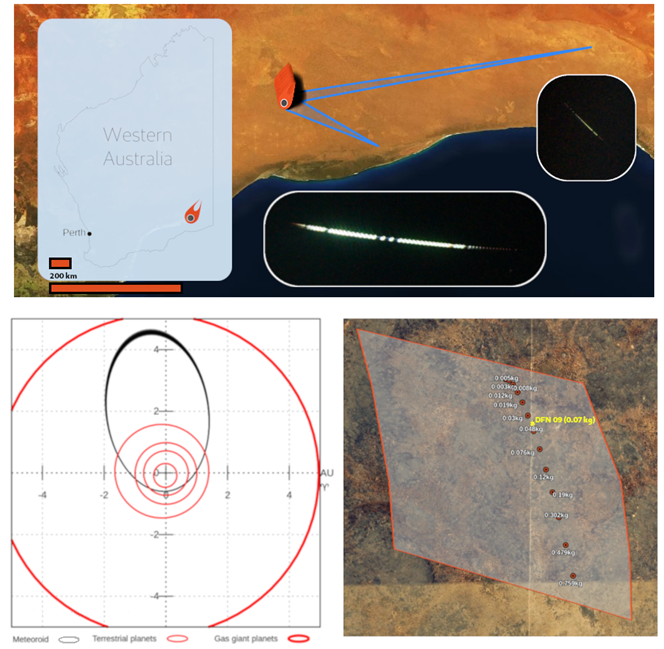 Western
Australia
Perth
200 km
4
2
0
AU
-4
-2
0
2
4
-2
-4
Meteoroid
Terrestrial planets
Gas giant planets
0.005kg
0.003kg
0.008kg
0.012kg
0.019kg
0.03kg
DFN 09 (0.07 kg)
0.048kg
0.076kg
0.12kg
0.19kg
0.302kg
0.479kg
0.759kg